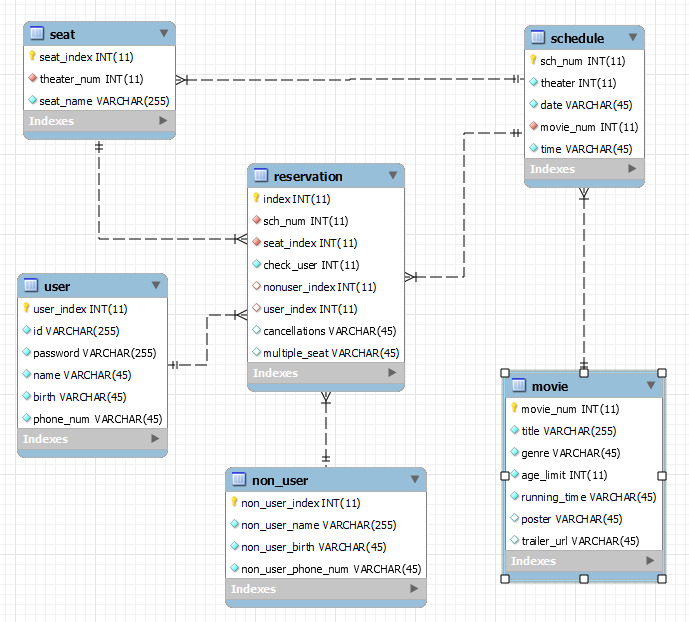 seat
seat_index INT(11)
theater_num INT(11)
seat_name VARCHAR(255)
Indexes
schedule
sch_num INT(11)
theater INT(11)
date VARCHAR(45)
movie_num INT(11)
time VARCHAR(45)
Indexes
reservation
index INT(11)
sch_num INT(11)
seat_index INT(11)
check_user INT(11)
nonuser_index INT(11)
user_index INT(11)
cancellations VARCHAR(45)
multiple_seat VARCHAR(45)
Indexes
user
user_index INT(11)
id VARCHAR(255)
password VARCHAR(255)
name VARCHAR(45)
birth VARCHAR(45)
phone_num VARCHAR(45)
Indexes
movie
movie_num INT(11)
title VARCHAR(255)
genre VARCHAR(45)
age_limit INT(11)
running_time VARCHAR(45)
poster VARCHAR(45)
trailer_url VARCHAR(45)
Indexes
non_user
non_user_index INT(11)
non_user_name VARCHAR(255)
non_user_birth VARCHAR(45)
non_user_phone_num VARCHAR(45)
Indexes